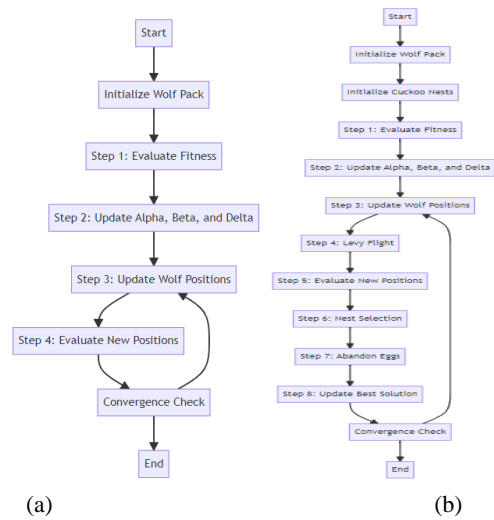 Start
Initialize Wolf Pack
Step 1: Evaluate Fitness
Step 2: Update Alpha, Beta, and Delta
Step 3: Update Wolf Positions
Step 4: Evaluate New Positions
Convergence Check
End
(a)
Start
Initialize Wolf Pack
Initialize Cuckoo Nests
Step 1: Evaluate Fitness
Step 2: Update Alpha, Beta, and Delta
Step 3: Update Wolf Positions
Step 4: Levy Flight
Step 5: Evaluate New Positions
Step 6: Nest Selection
Step 7: Abandon Eggs
Step 8: Update Best Solution
Convergence Check
End
(b)